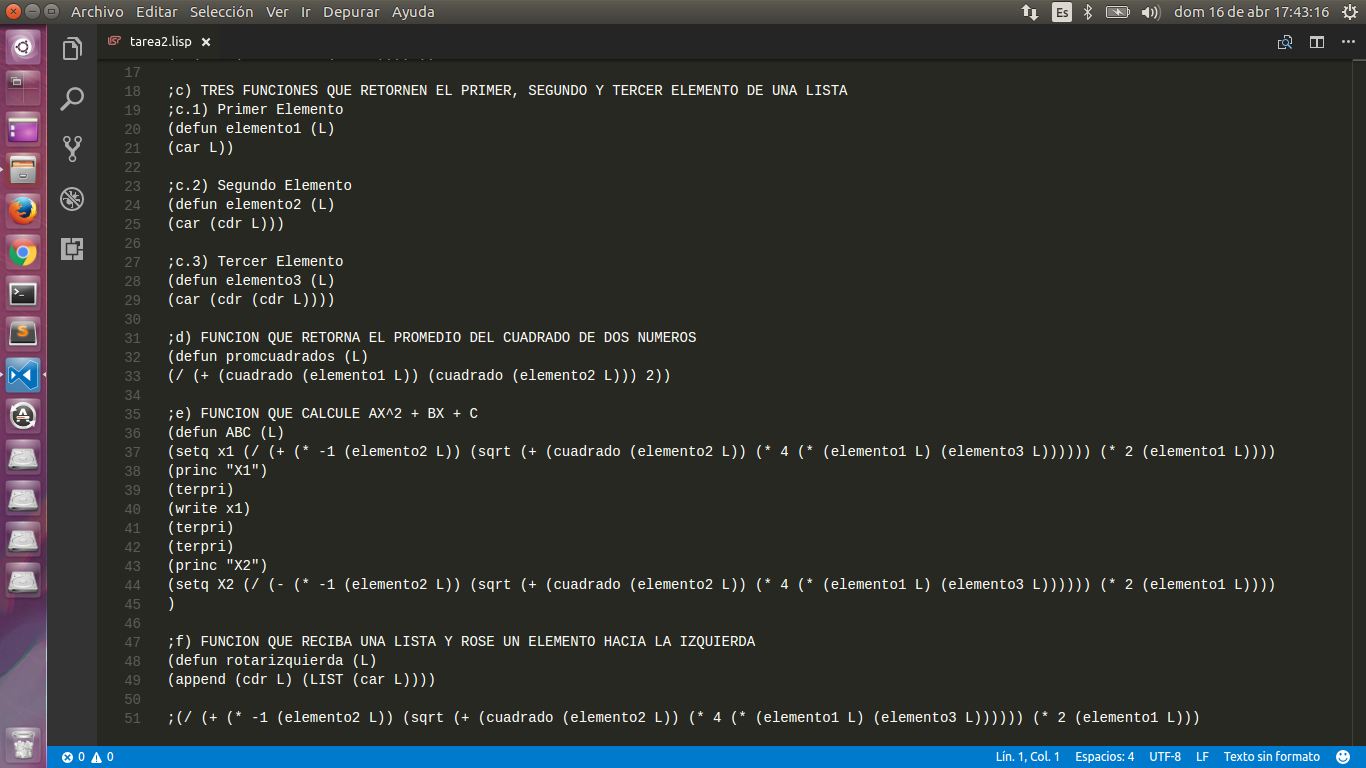 Archivo Editar Selección Ver Ir Depurar Ayuda
Es
dom 16 de abr 17:43:16
tarea2.lisp
17
18 ;c) TRES FUNCIONES QUE RETORNEN EL PRIMER, SEGUNDO Y TERCER ELEMENTO DE UNA LISTA
19 ;c.1) Primer Elemento
20 (defun elemento1 (L)
21 (car L))
22
23 ;c.2) Segundo Elemento
24 (defun elemento2 (L)
25 (car (cdr L)))
26
27 ;c.3) Tercer Elemento
28 (defun elemento3 (L)
29 (car (cdr (cdr L))))
30
31 ;d) FUNCION QUE RETORNA EL PROMEDIO DEL CUADRADO DE DOS NUMEROS
32 (defun promcuadrados (L)
33 (/ (+ (cuadrado (elemento1 L)) (cuadrado (elemento2 L))) 2))
34
35 ;e) FUNCION QUE CALCULE AX^2 + BX + C
36 (defun ABC (L)
37 (setq x1 (/ (+ (* -1 (elemento2 L)) (sqrt (+ (cuadrado (elemento2 L)) (* 4 (* (elemento1 L) (elemento3 L)))))) (* 2 (elemento1 L))))
38 (princ "X1")
39 (terpri)
40 (write x1)
41 (terpri)
42 (terpri)
43 (princ "X2")
44 (setq X2 (/ (- (* -1 (elemento2 L)) (sqrt (+ (cuadrado (elemento2 L)) (* 4 (* (elemento1 L) (elemento3 L)))))) (* 2 (elemento1 L))))
45 )
46
47 ;f) FUNCION QUE RECIBA UNA LISTA Y ROSE UN ELEMENTO HACIA LA IZQUIERDA
48 (defun rotarizquierda (L)
49 (append (cdr L) (LIST (car L))))
50
51 ;(/ (+ (* -1 (elemento2 L)) (sqrt (+ (cuadrado (elemento2 L)) (* 4 (* (elemento1 L) (elemento3 L)))))) (* 2 (elemento1 L)))
0 0
Lín. 1, Col. 1 Espacios: 4 UTF-8 LF Texto sin formato